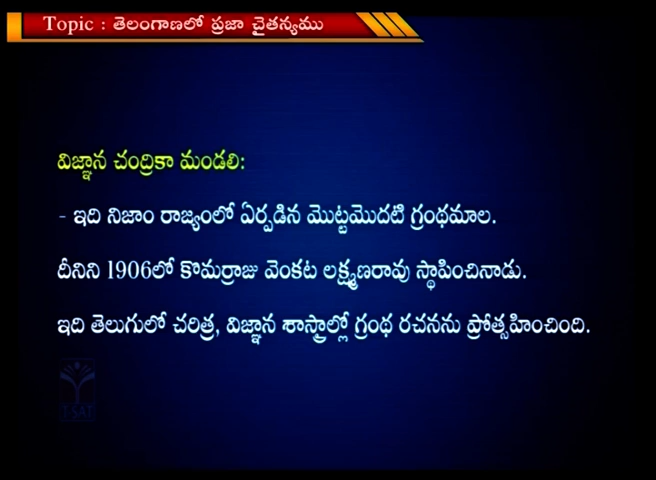 Topic : తెలంగాణలో ప్రజా చైతన్యము
విజ్ఞాన చంద్రికా మండలి:
- ఇది నిజాం రాజ్యంలో ఏర్పడిన మొట్టమొదటి గ్రంథమాల.
దీనిని 1906లో కొమర్రాజు వెంకట లక్ష్మణరావు స్థాపించినాడు.
ఇది తెలుగులో చరిత్ర, విజ్ఞాన శాస్త్రాల్లో గ్రంథ రచనను ప్రోత్సహించింది.
T-SAT